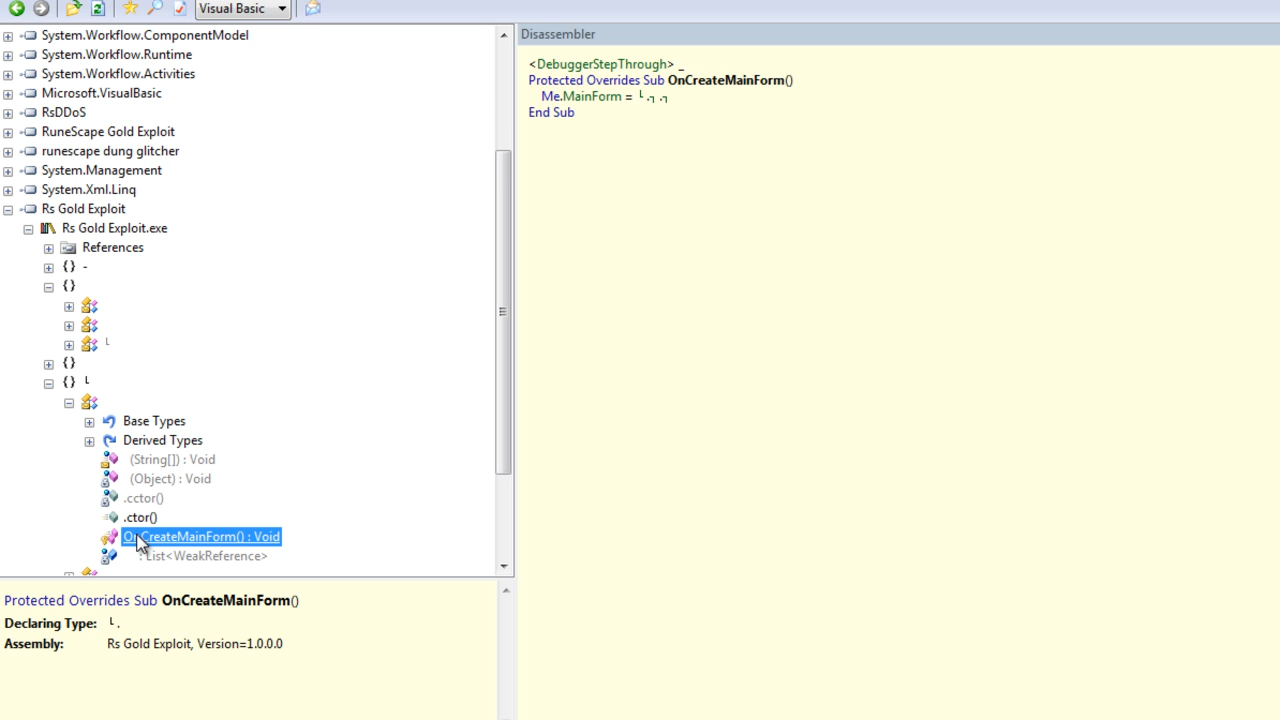 Visual Basic
System.Workflow.ComponentModel
System.Workflow.Runtime
System.Workflow.Activities
Microsoft.VisualBasic
RsDDoS
RuneScape Gold Exploit
runescape dung glitcher
System.Management
System.Xml.Linq
Rs Gold Exploit
Rs Gold Exploit.exe
References
{} -
{}
└
{}
{} └
Base Types
Derived Types
(String[]) : Void
(Object) : Void
.cctor()
.ctor()
OnCreateMainForm() : Void
: List<WeakReference>
Protected Overrides Sub OnCreateMainForm()
Declaring Type: └ .
Assembly: Rs Gold Exploit, Version=1.0.0.0
Disassembler
<DebuggerStepThrough> _
Protected Overrides Sub OnCreateMainForm()
Me.MainForm = └ .┐ .┐
End Sub